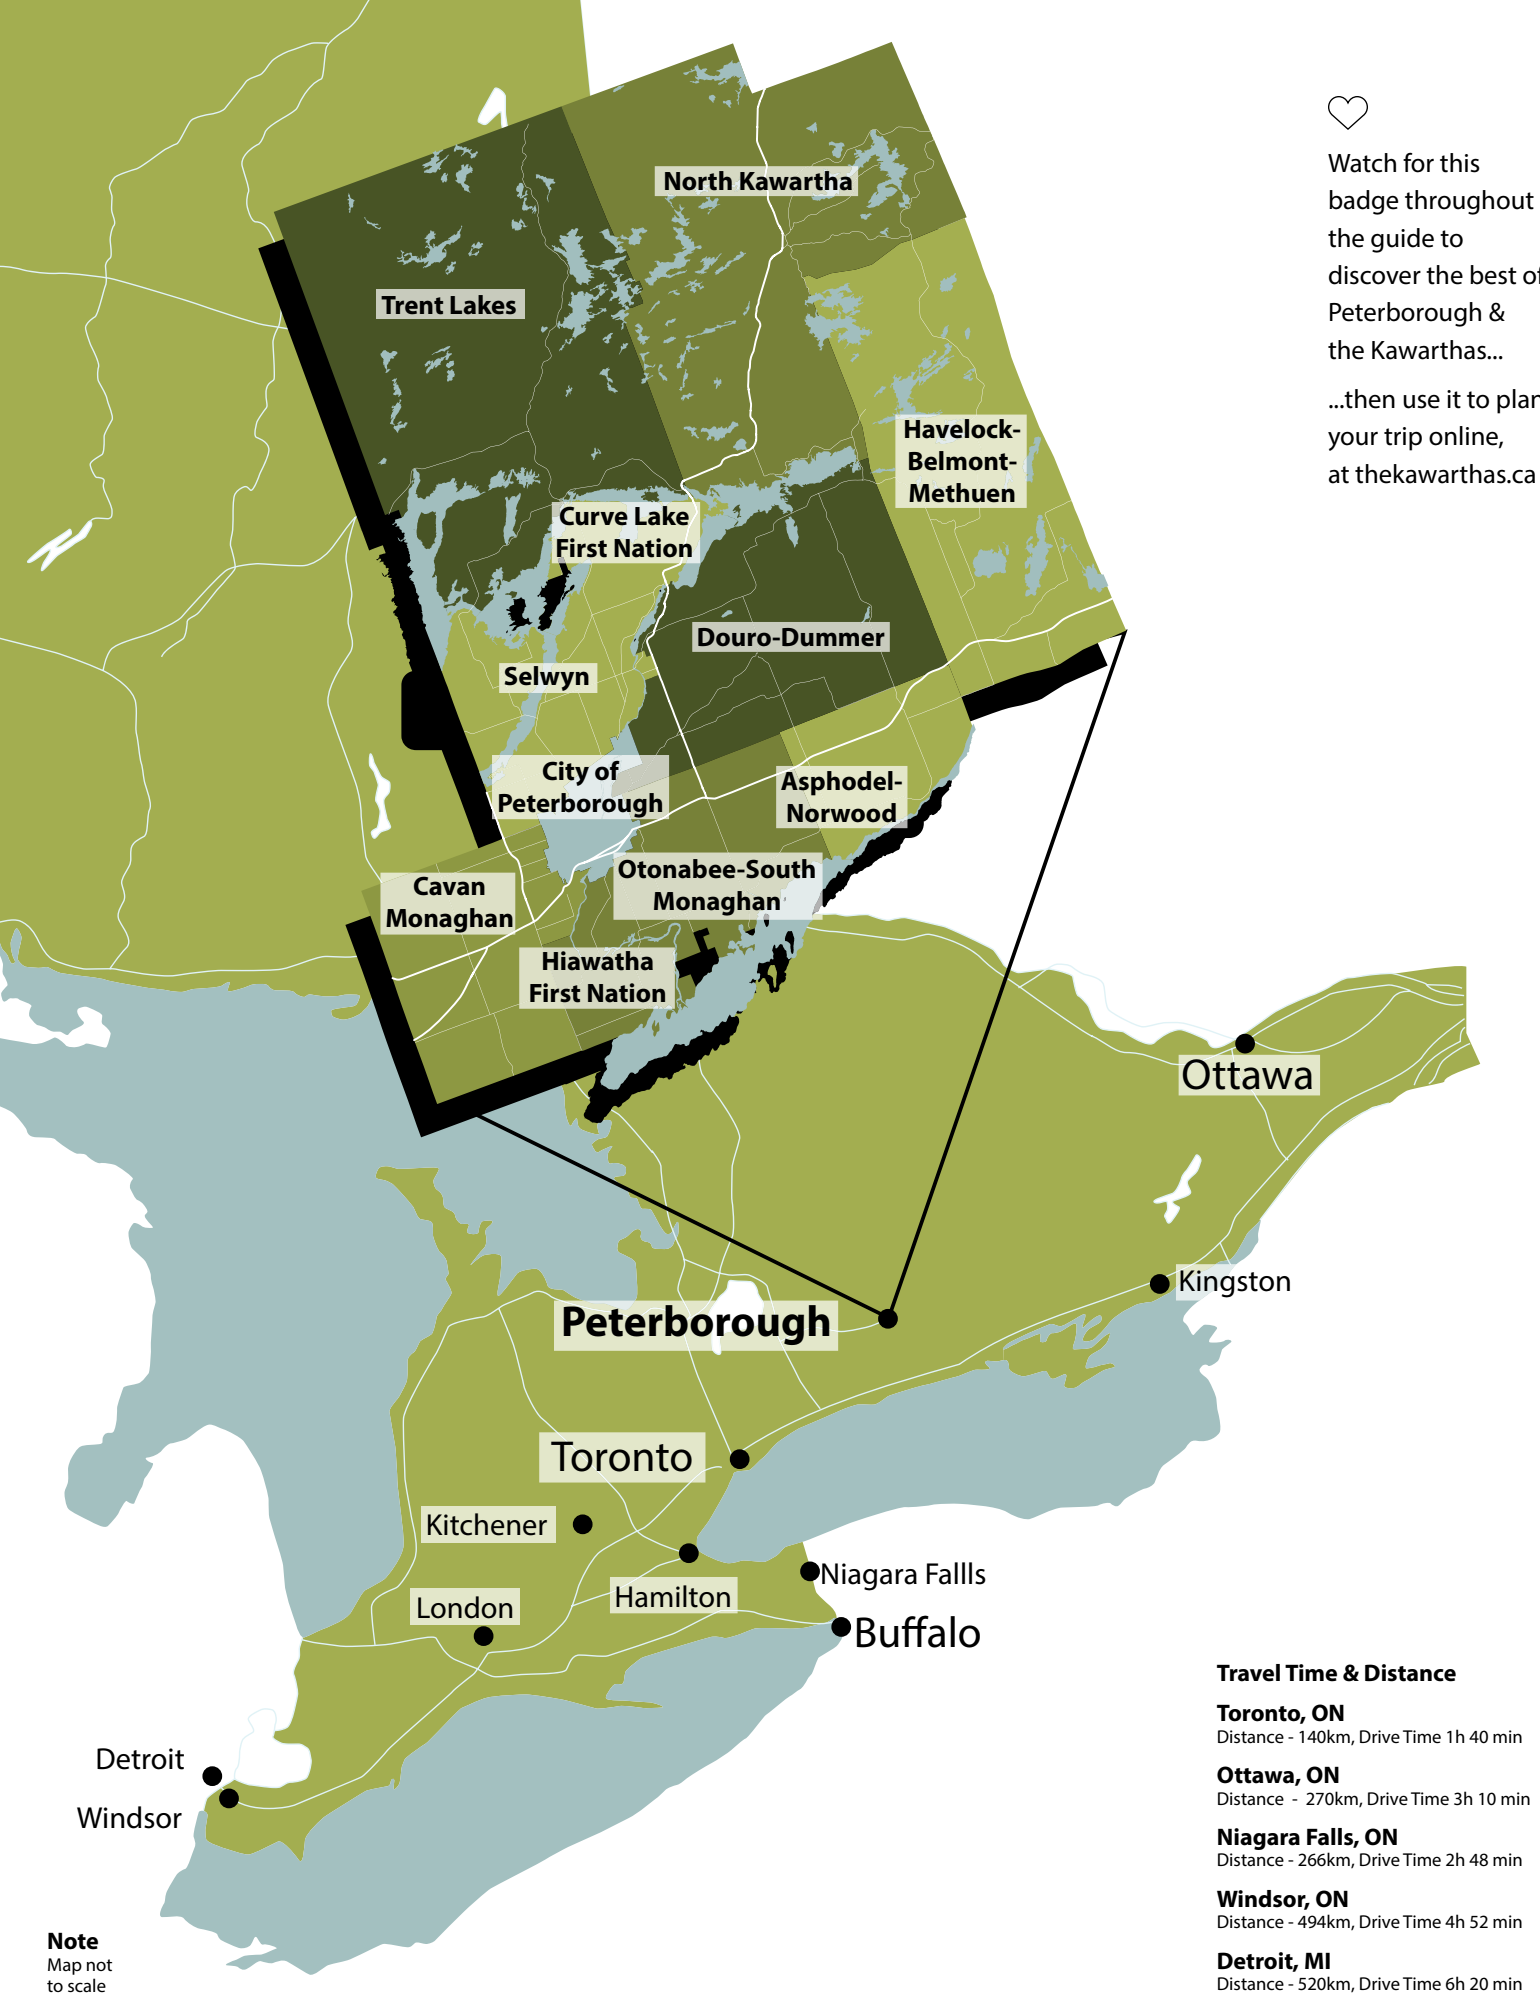 Watch for this
badge throughout
the guide to
discover the best of
Peterborough &
the Kawarthas...
...then use it to plan
your trip online,
at thekawarthas.ca
North Kawartha
Trent Lakes
Havelock-
Belmont-
Methuen
Curve Lake
First Nation
Douro-Dummer
Selwyn
City of
Peterborough
Asphodel-
Norwood
Otonabee-South
Monaghan
Cavan
Monaghan
Hiawatha
First Nation
Ottawa
Kingston
Peterborough
Toronto
Kitchener
Hamilton
Niagara Fallls
London
Buffalo
Detroit
Windsor
Travel Time & Distance
Toronto, ON
Distance - 140km, Drive Time 1h 40 min
Ottawa, ON
Distance - 270km, Drive Time 3h 10 min
Niagara Falls, ON
Distance - 266km, Drive Time 2h 48 min
Windsor, ON
Distance - 494km, Drive Time 4h 52 min
Detroit, MI
Distance - 520km, Drive Time 6h 20 min
Note
Map not
to scale